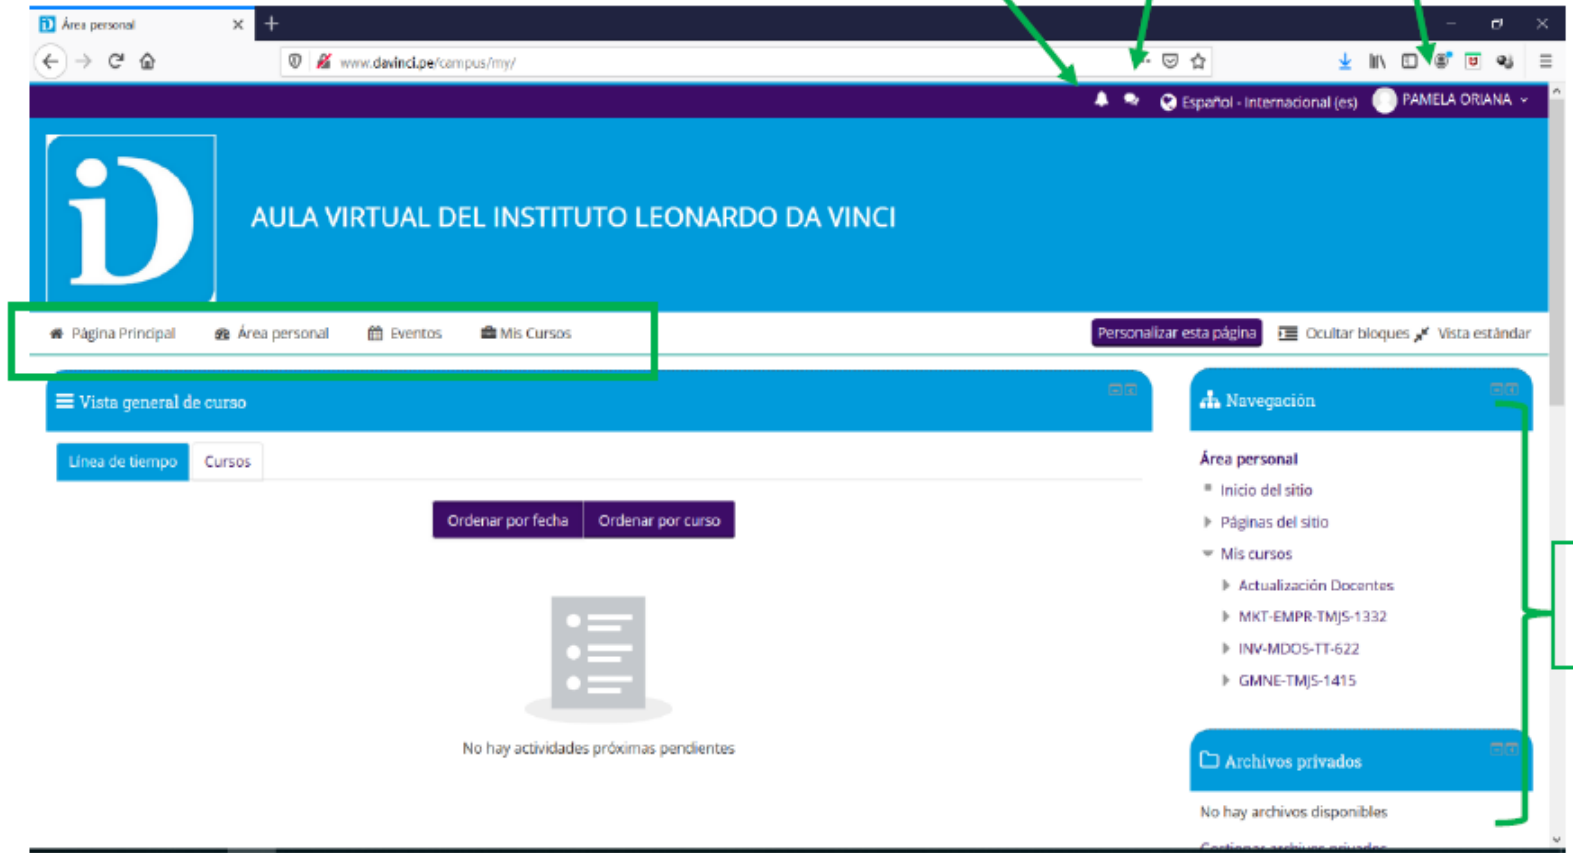 Área personal
www.davinci.pe/campus/my/
Español - Internacional (es) PAMELA ORIANA
iD
AULA VIRTUAL DEL INSTITUTO LEONARDO DA VINCI
Página Principal Área personal Eventos Mis Cursos Personalizar esta página Ocultar bloques Vista estándar
Vista general de curso
Línea de tiempo Cursos
Ordenar por fecha Ordenar por curso
No hay actividades próximas pendientes
Navegación
Área personal
Inicio del sitio
Páginas del sitio
Mis cursos
Actualización Docentes
MKT-EMPR-TMJS-1332
INV-MDOS-TT-622
GMNE-TMJS-1415
Archivos privados
No hay archivos disponibles
Gestionar archivos privados